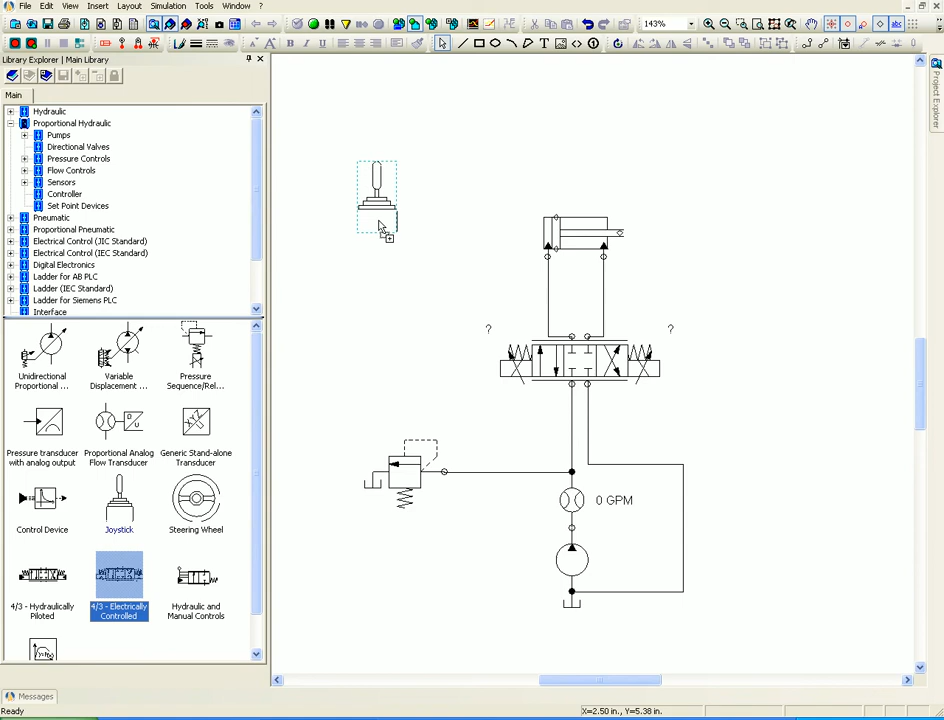 File Edit View Insert Layout Simulation Tools Window Help
143%
Library Explorer | Main Library
Main
Hydraulic
Proportional Hydraulic
Pumps
Directional Valves
Pressure Controls
Flow Controls
Sensors
Controller
Set Point Devices
Pneumatic
Proportional Pneumatic
Electrical Control (JIC Standard)
Electrical Control (IEC Standard)
Digital Electronics
Ladder for AB PLC
Ladder (IEC Standard)
Ladder for Siemens PLC
Interface
Unidirectional
Proportional ...
Variable
Displacement ...
Pressure
Sequence/Rel...
Pressure transducer
with analog output
Proportional Analog
Flow Transducer
Generic Stand-alone
Transducer
Control Device
Joystick
Steering Wheel
4/3 - Hydraulically
Piloted
4/3 - Electrically
Controlled
Hydraulic and
Manual Controls
? ?
0 GPM
Project Explorer
Messages
Ready
X=2.50 in., Y=5.38 in.